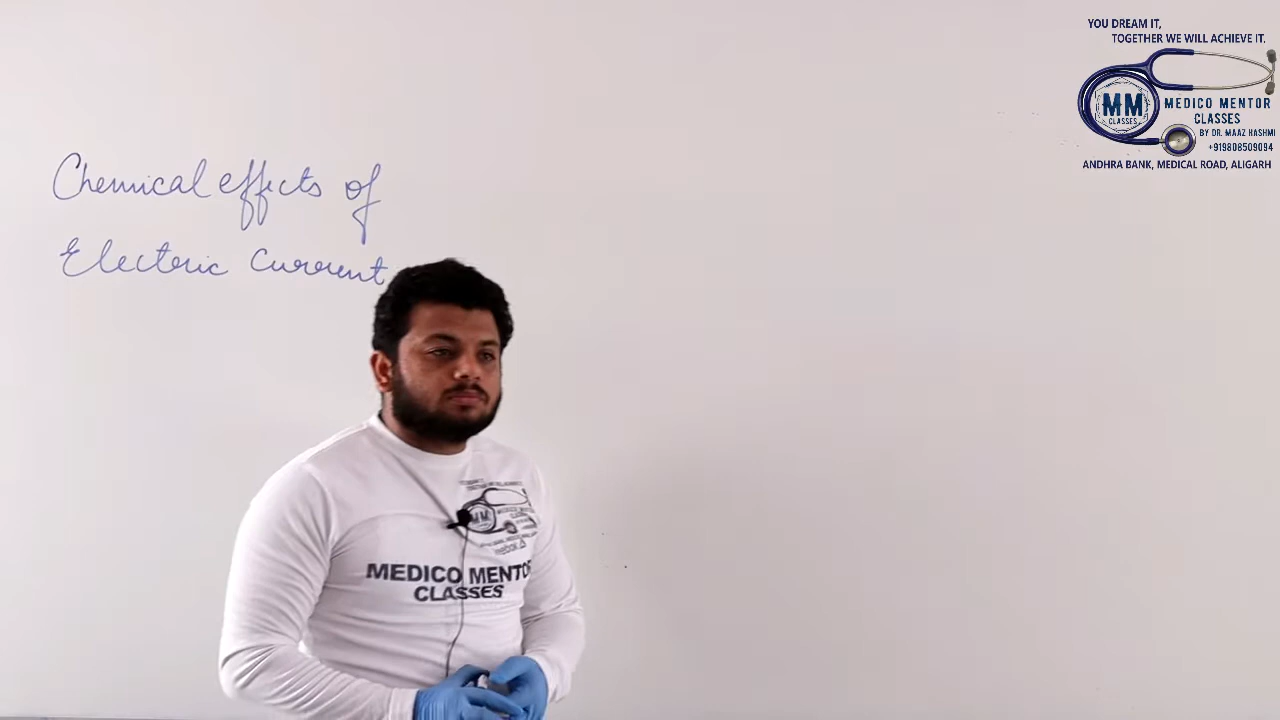 YOU DREAM IT,
TOGETHER WE WILL ACHIEVE IT.
MM
CLASSES
MEDICO MENTOR
CLASSES
BY DR. MAAZ HASHMI
+919808509094
ANDHRA BANK, MEDICAL ROAD, ALIGARH
Chemical effects of
Electric Current
MM
MEDICO MENTOR
CLASSES